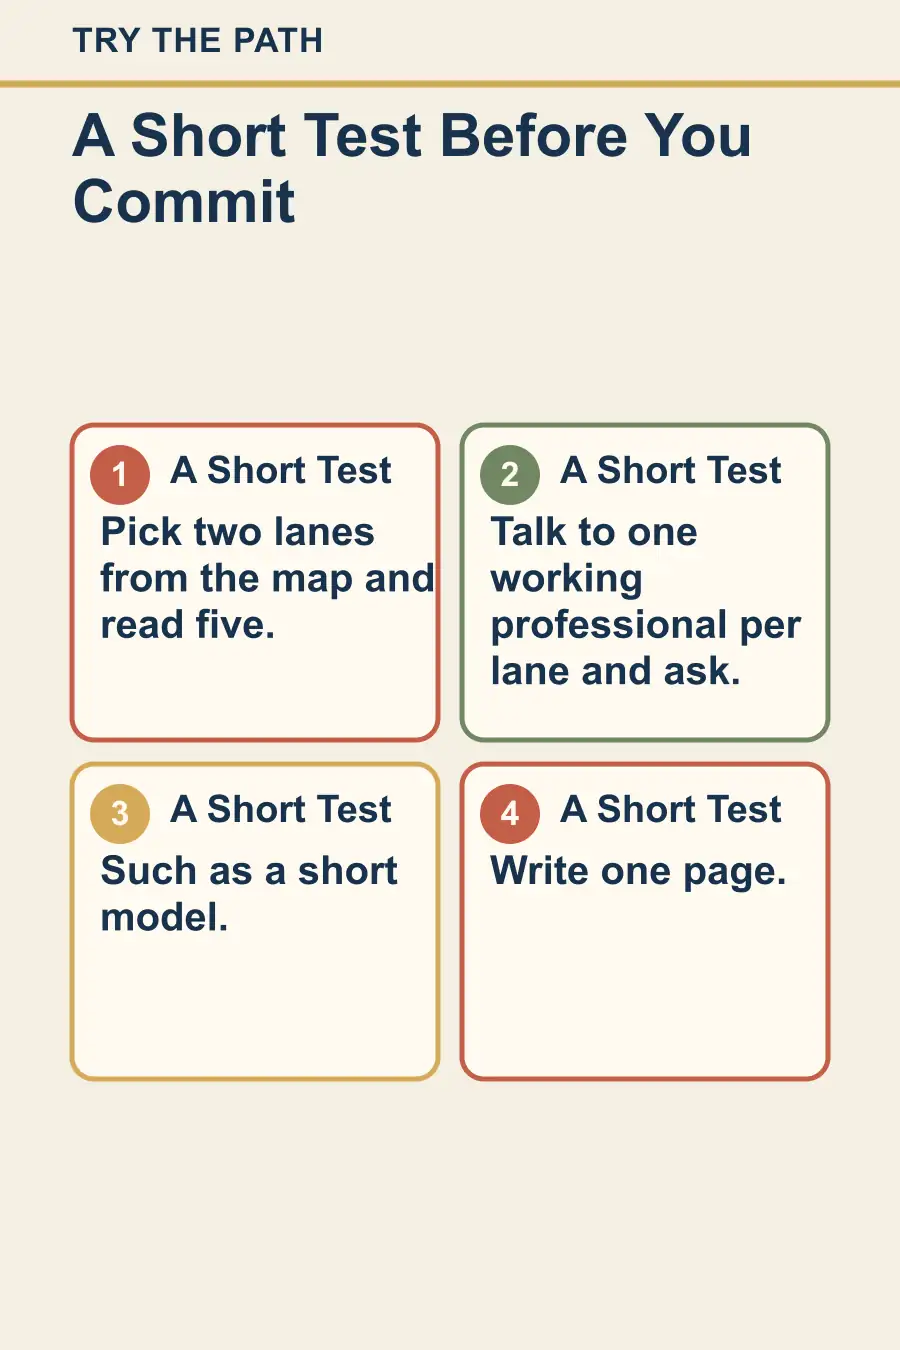 TRY THE PATH
A Short Test Before You
Commit
1
A Short Test
Pick two lanes
from the map and
read five.
2
A Short Test
Talk to one
working
professional per
lane and ask.
3
A Short Test
Such as a short
model.
4
A Short Test
Write one page.